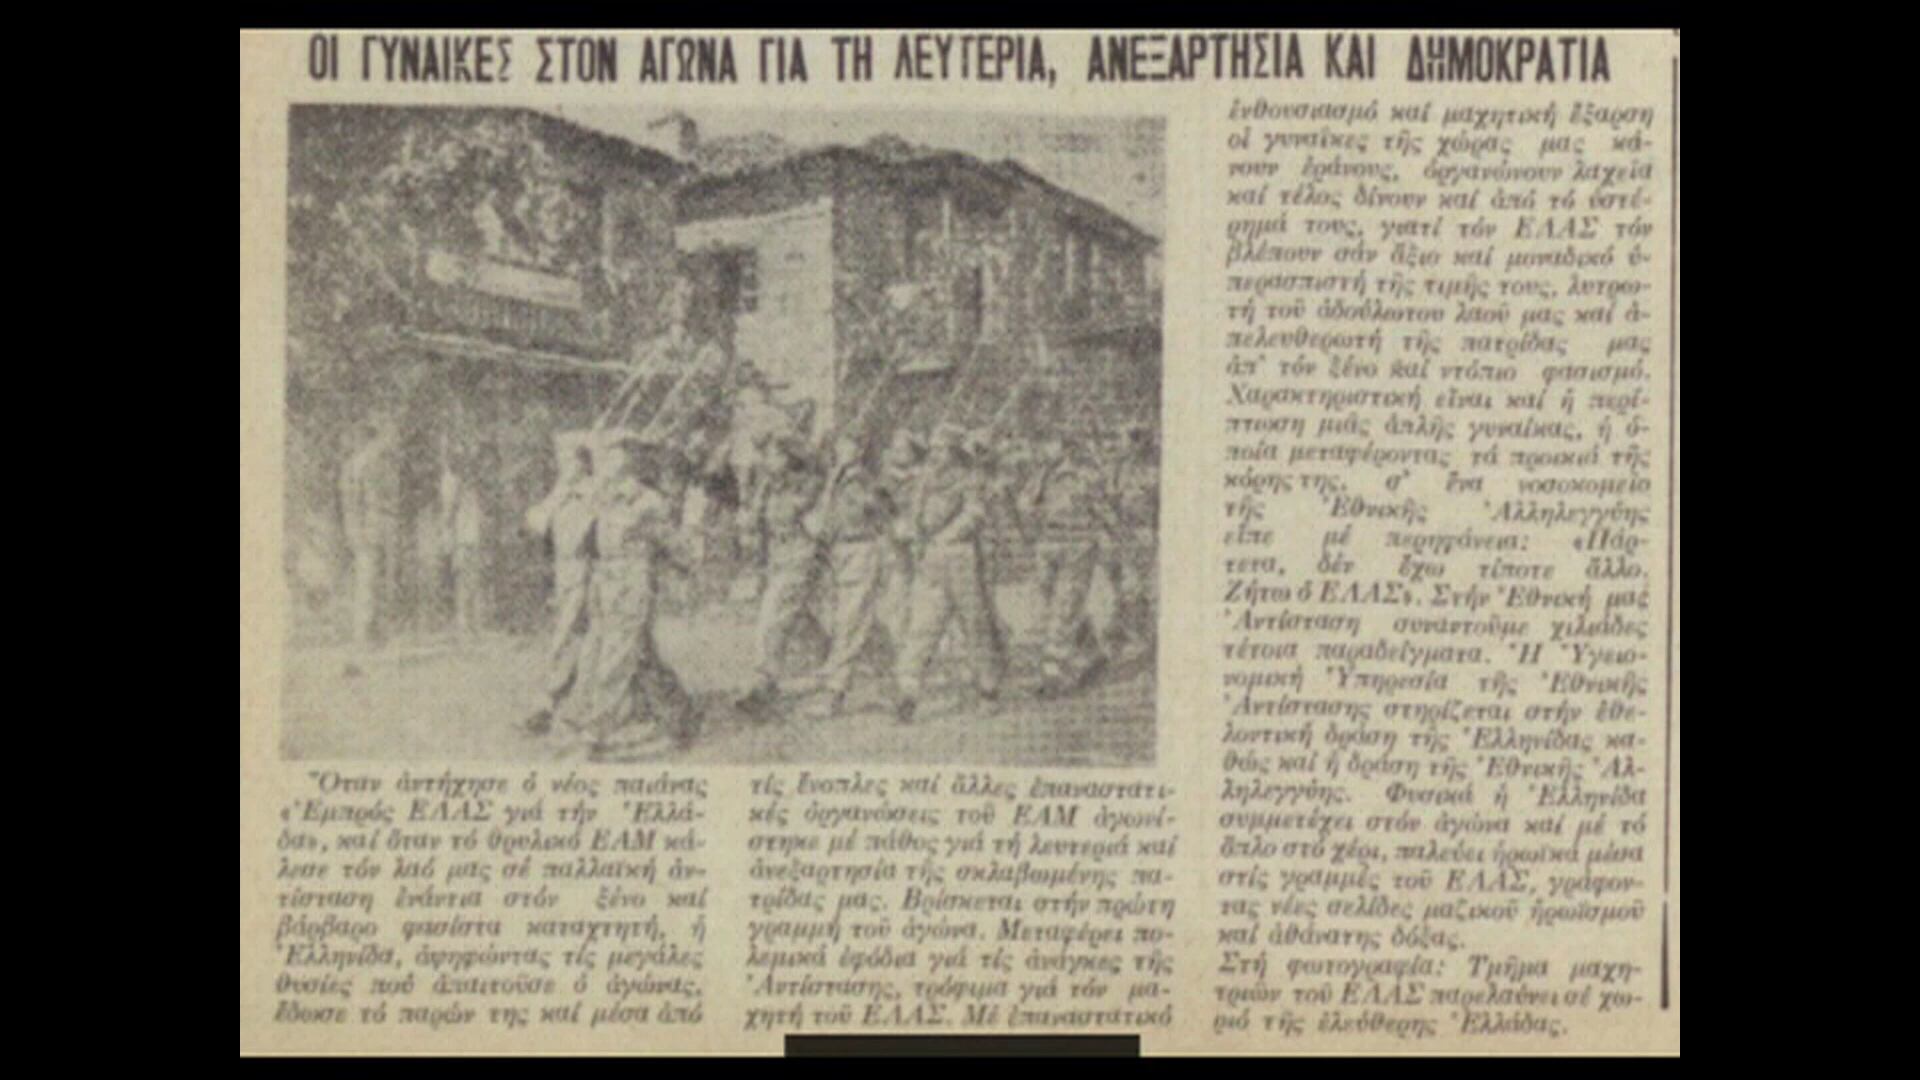 ΟΙ ΓΥΝΑΙΚΕΣ ΣΤΟΝ ΑΓΩΝΑ ΓΙΑ ΤΗ ΛΕΥΤΕΡΙΑ, ΑΝΕΞΑΡΤΗΣΙΑ ΚΑΙ ΔΗΜΟΚΡΑΤΙΑ
Ὅταν ἀντήχησε ὁ νέος παιάνας
«Ἐμπρός ΕΛΑΣ γιά τήν Ἑλλά-
δα», καί ὅταν τό θρυλικό ΕΑΜ κά-
λεσε τόν λαό μας σέ παλλαϊκή ἀν-
τίσταση ἐνάντια στόν ξένο καί
βάρβαρο φασίστα καταχτητή, ἡ
Ἑλληνίδα, ἀψηφώντας τίς μεγάλες
θυσίες πού ἀπαιτοῦσε ὁ ἀγώνας,
ἔδωσε τό παρών της καί μέσα ἀπό
τίς ἔνοπλες καί ἄλλες ἐπαναστατι-
κές ὀργανώσεις τοῦ ΕΑΜ ἀγωνί-
στηκε μέ πάθος γιά τή λευτεριά καί
ἀνεξαρτησία τῆς σκλαβωμένης πα-
τρίδας μας. Βρίσκεται στήν πρώτη
γραμμή τοῦ ἀγώνα. Μεταφέρει πο-
λεμικά ἐφόδια γιά τίς ἀνάγκες τῆς
Ἀντίστασης, τρόφιμα γιά τόν μα-
χητή τοῦ ΕΛΑΣ. Μέ ἐπαναστατικό
ἐνθουσιασμό καί μαχητική ἔξαρση
οἱ γυναῖκες τῆς χώρας μας κά-
νουν ἐράνους, ὀργανώνουν λαχεῖα
καί τέλος δίνουν καί ἀπό τό ὑστέ-
ρημά τους, γιατί τόν ΕΛΑΣ τόν
βλέπουν σάν ἄξιο καί μοναδικό ὑ-
περασπιστή τῆς τιμῆς τους, λυτρω-
τή τοῦ ἀδούλωτου λαοῦ μας καί ἀ-
πελευθερωτή τῆς πατρίδας μας
ἀπ' τόν ξένο καί ντόπιο φασισμό.
Χαρακτηριστική εἶναι καί ἡ περί-
πτωση μιᾶς ἁπλῆς γυναίκας, ἡ ὁ-
ποία μεταφέροντας τά προικιά τῆς
κόρης της, σ' ἕνα νοσοκομεῖο
τῆς Ἐθνικῆς Ἀλληλεγγύης
εἶπε μέ περηφάνεια: «Πάρ-
τετα, δέν ἔχω τίποτε ἄλλο.
Ζήτω ὁ ΕΛΑΣ». Στήν Ἐθνική μας
Ἀντίσταση συναντοῦμε χιλιάδες
τέτοια παραδείγματα. Ἡ Ὑγειο-
νομική Ὑπηρεσία τῆς Ἐθνικῆς
Ἀντίστασης στηρίζεται στήν ἐθε-
λοντική δράση τῆς Ἑλληνίδας κα-
θώς καί ἡ δράση τῆς Ἐθνικῆς Ἀλ-
ληλεγγύης. Φυσικά ἡ Ἑλληνίδα
συμμετέχει στόν ἀγώνα καί μέ τό
ὅπλο στό χέρι, παλεύει ἡρωϊκά μέσα
στίς γραμμές τοῦ ΕΛΑΣ, γράφον-
τας νέες σελίδες μαζικοῦ ἡρωϊσμοῦ
καί ἀθάνατης δόξας.
Στή φωτογραφία: Τμῆμα μαχη-
τριῶν τοῦ ΕΛΑΣ παρελαύνει σέ χω-
ριό τῆς ἐλεύθερης Ἑλλάδας.